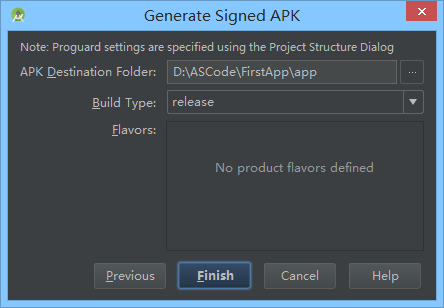 Generate Signed APK
Note: Proguard settings are specified using the Project Structure Dialog
APK Destination Folder: D:\ASCode\FirstApp\app ...
Build Type: release
Flavors:
No product flavors defined
Previous Finish Cancel Help